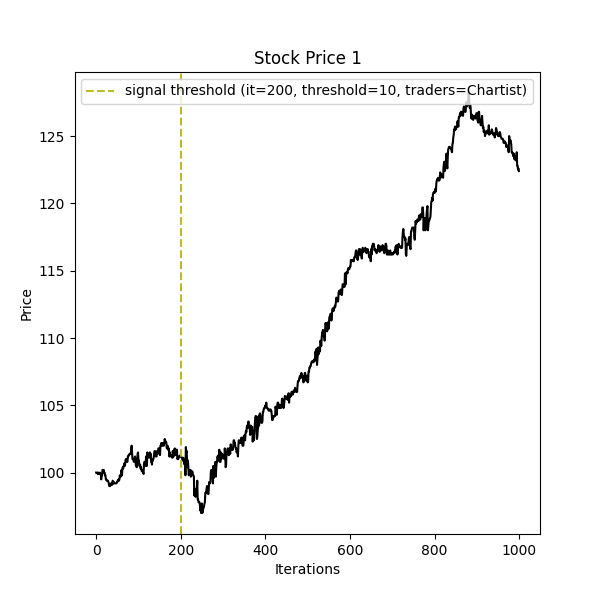 Stock Price 1
signal threshold (it=200, threshold=10, traders=Chartist)
125
120
115
110
105
100
Price
0 200 400 600 800 1000
Iterations